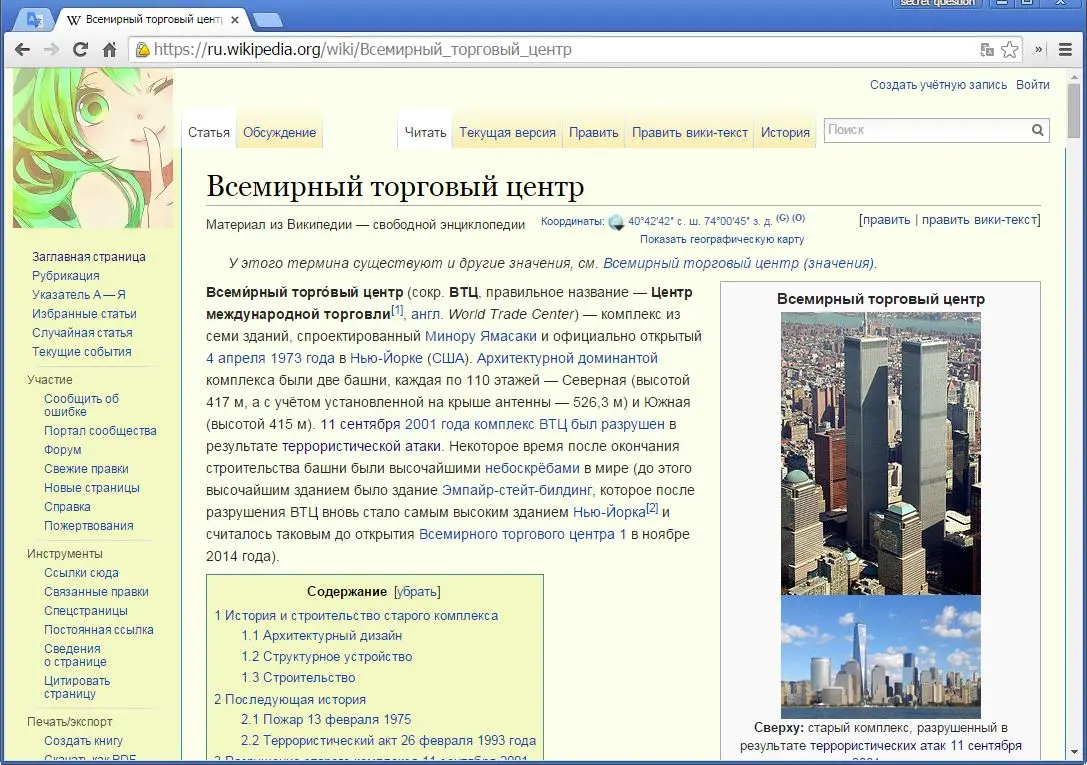 secret question
Всемирный торговый цент
https://ru.wikipedia.org/wiki/Всемирный_торговый_центр
Создать учётную запись Войти
Статья Обсуждение Читать Текущая версия Править Править вики-текст История Поиск
Всемирный торговый центр
Материал из Википедии — свободной энциклопедии
Координаты: 40°42′42″ с. ш. 74°00′45″ з. д. (G) (O)
Показать географическую карту
[править | править вики-текст]
У этого термина существуют и другие значения, см. Всемирный торговый центр (значения).
Всеми́рный торго́вый центр (сокр. ВТЦ, правильное название — Центр
международной торговли[1], англ. World Trade Center) — комплекс из
семи зданий, спроектированный Минору Ямасаки и официально открытый
4 апреля 1973 года в Нью-Йорке (США). Архитектурной доминантой
комплекса были две башни, каждая по 110 этажей — Северная (высотой
417 м, а с учётом установленной на крыше антенны — 526,3 м) и Южная
(высотой 415 м). 11 сентября 2001 года комплекс ВТЦ был разрушен в
результате террористической атаки. Некоторое время после окончания
строительства башни были высочайшими небоскрёбами в мире (до этого
высочайшим зданием было здание Эмпайр-стейт-билдинг, которое после
разрушения ВТЦ вновь стало самым высоким зданием Нью-Йорка[2] и
считалось таковым до открытия Всемирного торгового центра 1 в ноябре
2014 года).
Содержание [убрать]
1 История и строительство старого комплекса
1.1 Архитектурный дизайн
1.2 Структурное устройство
1.3 Строительство
2 Последующая история
2.1 Пожар 13 февраля 1975
2.2 Террористический акт 26 февраля 1993 года
3 Разрушение старого комплекса 11 сентября 2001
Всемирный торговый центр
Сверху: старый комплекс, разрушенный в
результате террористических атак 11 сентября
Заглавная страница
Рубрикация
Указатель А — Я
Избранные статьи
Случайная статья
Текущие события
Участие
Сообщить об
ошибке
Портал сообщества
Форум
Свежие правки
Новые страницы
Справка
Пожертвования
Инструменты
Ссылки сюда
Связанные правки
Спецстраницы
Постоянная ссылка
Сведения
о странице
Цитировать
страницу
Печать/экспорт
Создать книгу
Скачать как PDF